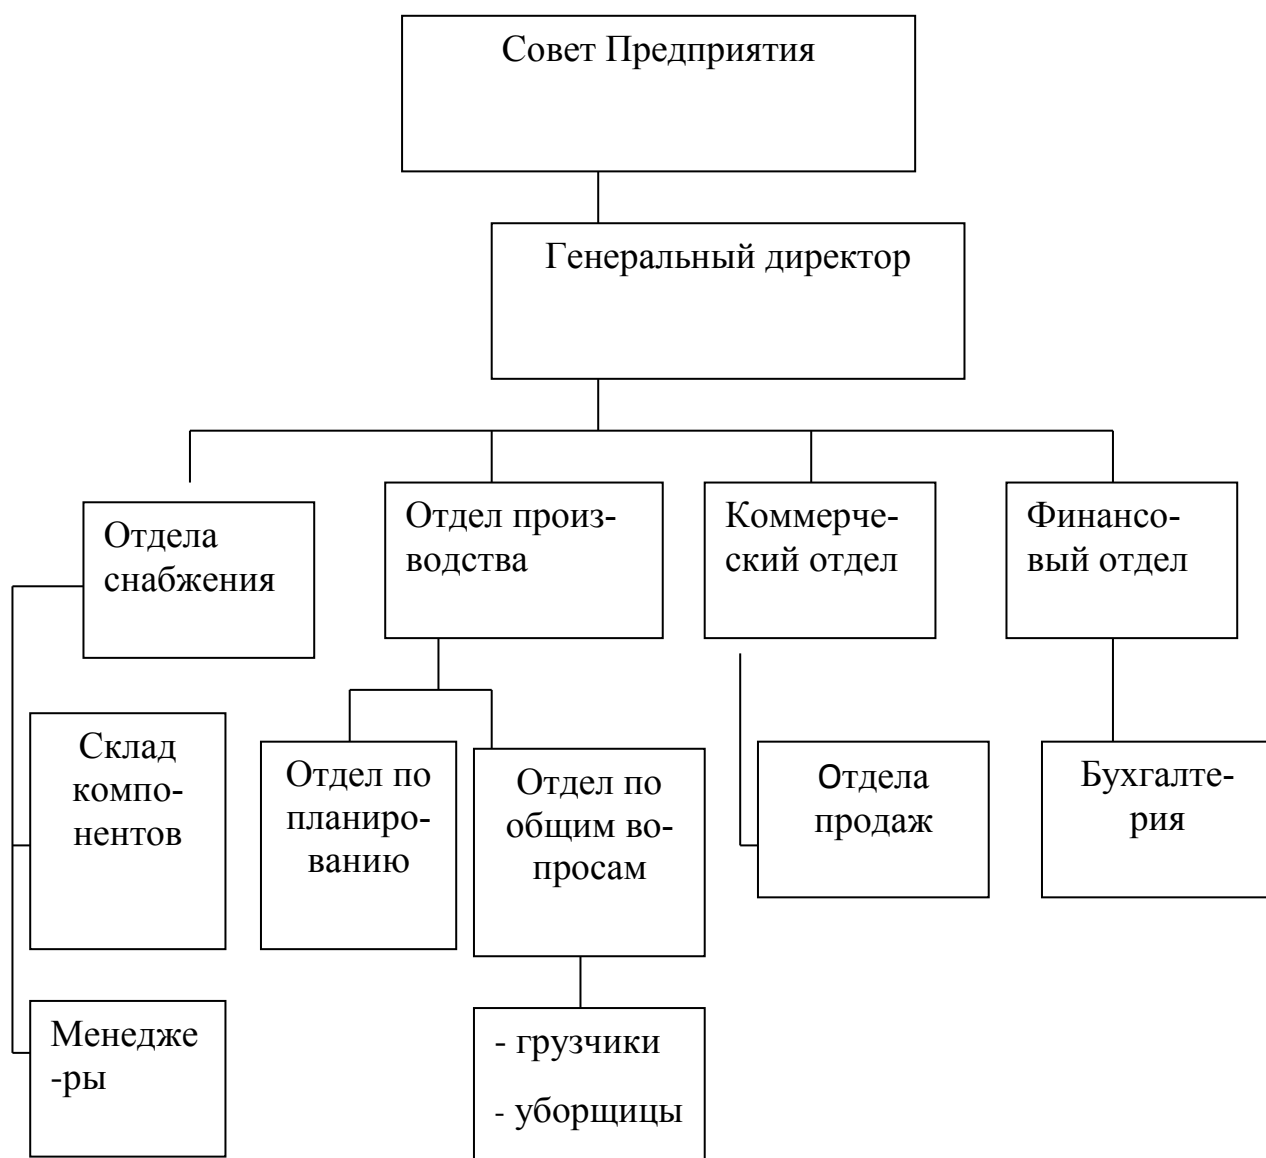 Совет Предприятия
Генеральный директор
Отдела
снабжения
Отдел произ-
водства
Коммерче-
ский отдел
Финансо-
вый отдел
Склад
компо-
нентов
Отдел по
планиро-
ванию
Отдел по
общим во-
просам
Отдела
продаж
Бухгалте-
рия
Менедже
-ры
- грузчики
- уборщицы